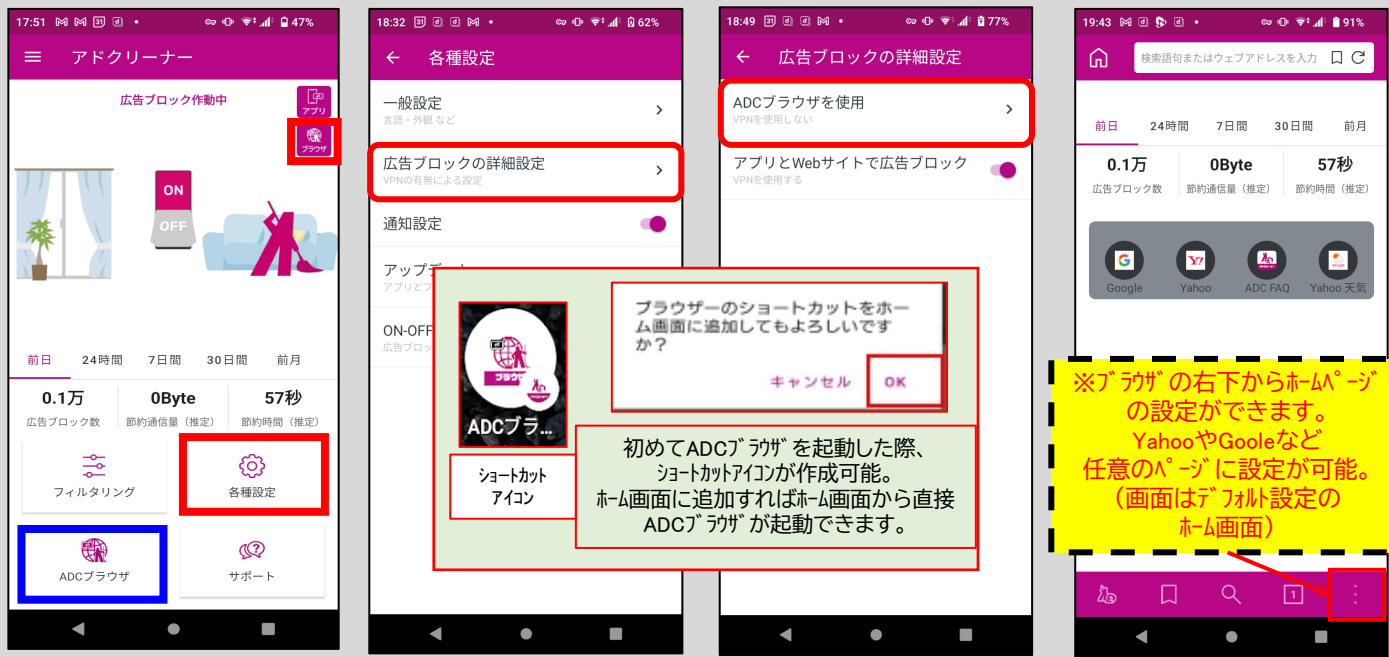 17:51
47%
アドクリーナー
広告ブロック作動中
アプリ
ブラウザ
ON
OFF
前日 24時間 7日間 30日間 前月
0.1万 0Byte 57秒
広告ブロック数 節約通信量（推定） 節約時間（推定）
フィルタリング
各種設定
ADCブラウザ
サポート
18:32
62%
各種設定
一般設定
言語・外観 など
広告ブロックの詳細設定
VPNの有無による設定
通知設定
アップデート
アプリとフ
ON-OFF
広告ブロッ
ブラウザ
ADCブラ...
ショートカット
アイコン
ブラウザーのショートカットをホー
ム画面に追加してもよろしいです
か？
キャンセル OK
初めてADCブラウザを起動した際、
ショートカットアイコンが作成可能。
ホーム画面に追加すればホーム画面から直接
ADCブラウザが起動できます。
18:49
77%
広告ブロックの詳細設定
ADCブラウザを使用
VPNを使用しない
アプリとWebサイトで広告ブロック
VPNを使用する
19:43
91%
検索語句またはウェブアドレスを入力
前日 24時間 7日間 30日間 前月
0.1万 0Byte 57秒
広告ブロック数 節約通信量（推定） 節約時間（推定）
Google Yahoo ADC FAQ Yahoo 天気
※ブラウザの右下からホームページ
の設定ができます。
YahooやGooleなど
任意のページに設定が可能。
（画面はデフォルト設定の
ホーム画面）
1